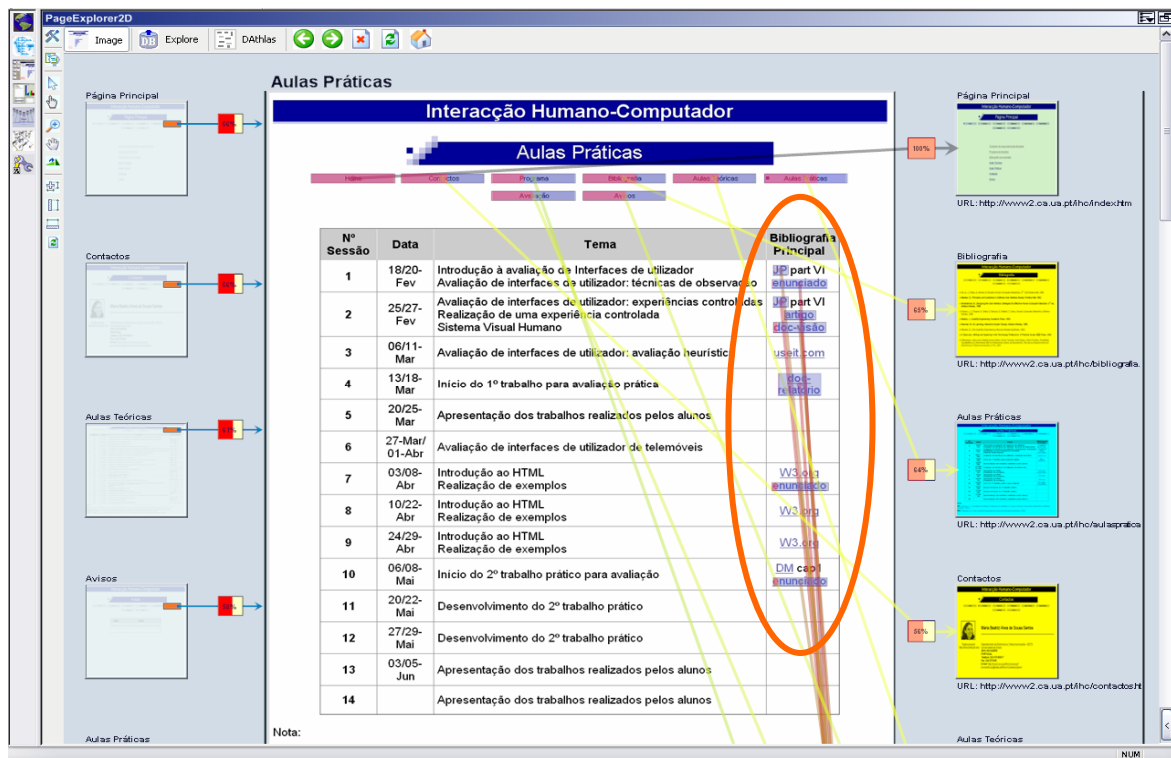 PageExplorer2D
Image
DB Explore
DAthlas
Página Principal
Contactos
Aulas Teóricas
Avisos
Aulas Práticas
Aulas Práticas
Interacção Humano-Computador
Aulas Práticas
Home Contactos Programa Bibliografia Aulas Teóricas Aulas Práticas
Avaliação Avisos
Nº Sessão Data Tema Bibliografia Principal
1 18/20-Fev Introdução à avaliação de Interfaces de utilizador JP part VI
Avaliação de interfaces de utilizador: técnicas de observação enunciado
2 25/27-Fev Avaliação de interfaces de utilizador: experiências controladas JP part VI
Realização de uma experiência controlada artigo
Sistema Visual Humano doc-visão
3 06/11-Mar Avaliação de interfaces de utilizador: avaliação heurística useit.com
4 13/18-Mar Início do 1º trabalho para avaliação prática doc-relatório
5 20/25-Mar Apresentação dos trabalhos realizados pelos alunos
6 27-Mar/01-Abr Avaliação de interfaces de utilizador de telemóveis
7 03/08-Abr Introdução ao HTML W3.org
Realização de exemplos enunciado
8 10/22-Abr Introdução ao HTML
Realização de exemplos W3.org
9 24/29-Abr Introdução ao HTML
Realização de exemplos W3.org
10 06/08-Mai Início do 2º trabalho prático para avaliação DM cap I
enunciado
11 20/22-Mai Desenvolvimento do 2º trabalho prático
12 27/29-Mai Desenvolvimento do 2º trabalho prático
13 03/05-Jun Apresentação dos trabalhos realizados pelos alunos
14 Apresentação dos trabalhos realizados pelos alunos
Nota:
Página Principal
100%
URL: http://www2.ca.ua.pt/ihc/index.htm
Bibliografia
65%
URL: http://www2.ca.ua.pt/ihc/bibliografia.
Aulas Práticas
64%
URL: http://www2.ca.ua.pt/ihc/aulaspratica
Contactos
56%
URL: http://www2.ca.ua.pt/ihc/contactos.ht
Aulas Teóricas
NUM